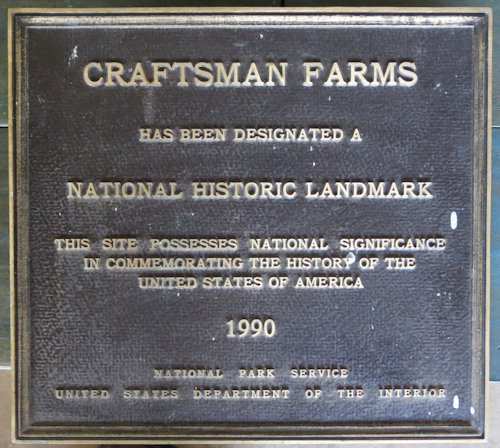 CRAFTSMAN FARMS
HAS BEEN DESIGNATED A
NATIONAL HISTORIC LANDMARK
THIS SITE POSSESSES NATIONAL SIGNIFICANCE
IN COMMEMORATING THE HISTORY OF THE
UNITED STATES OF AMERICA
1990
NATIONAL PARK SERVICE
UNITED STATES DEPARTMENT OF THE INTERIOR